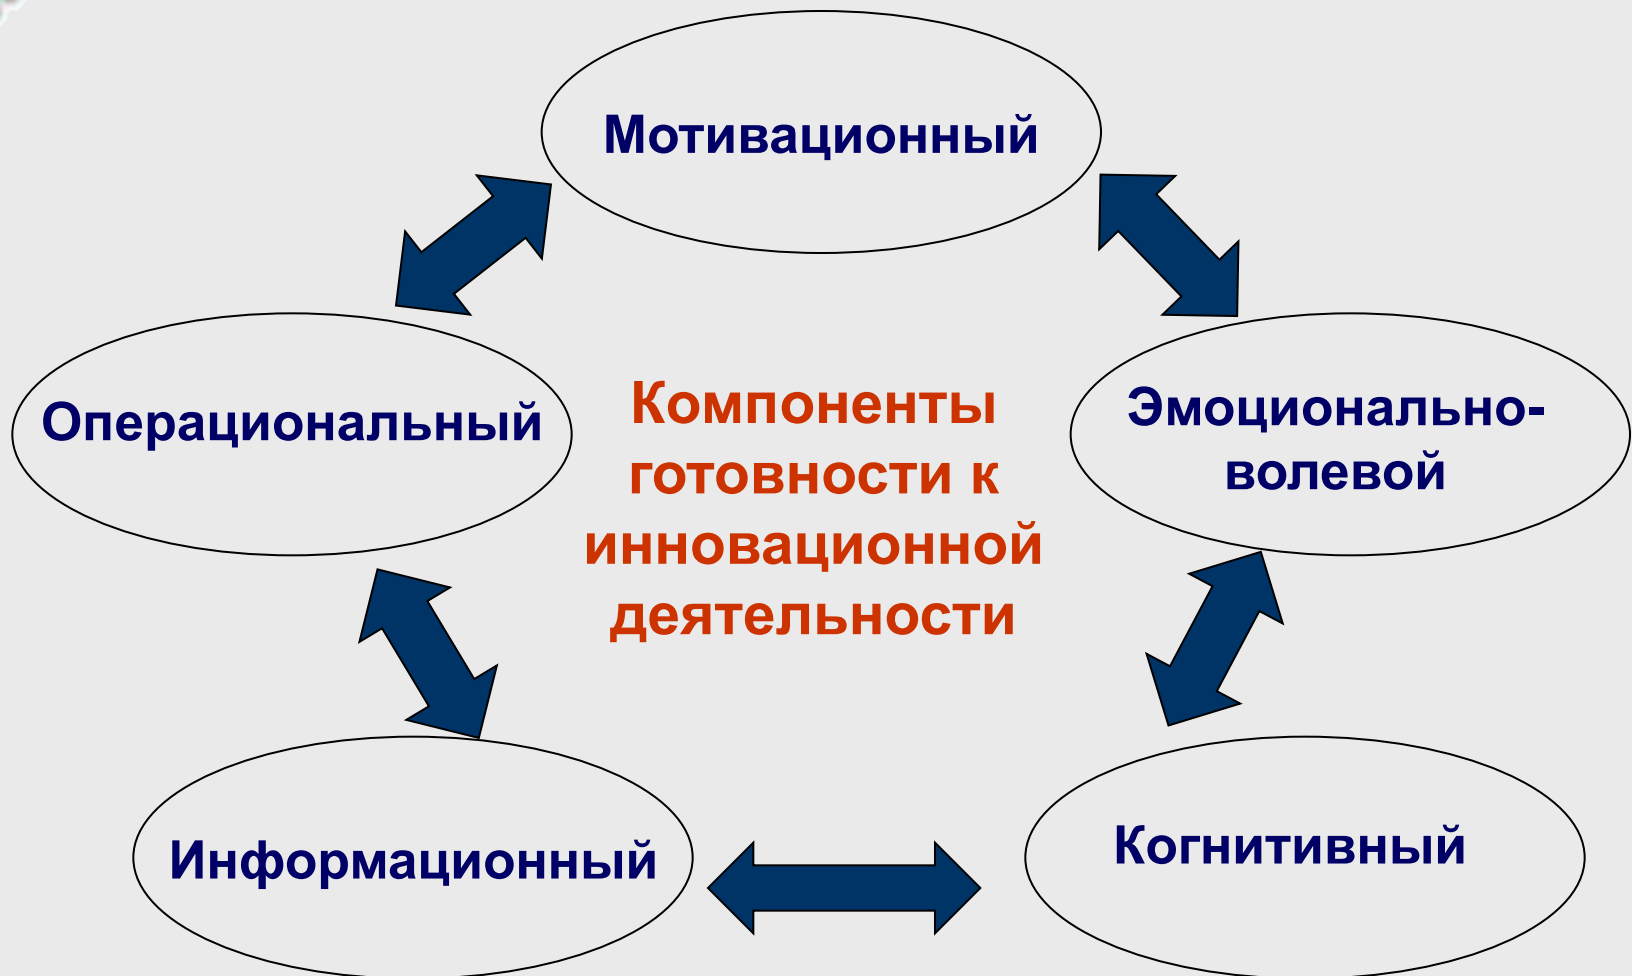 Мотивационный
Операциональный
Компоненты
готовности к
инновационной
деятельности
Эмоционально-
волевой
Информационный
Когнитивный